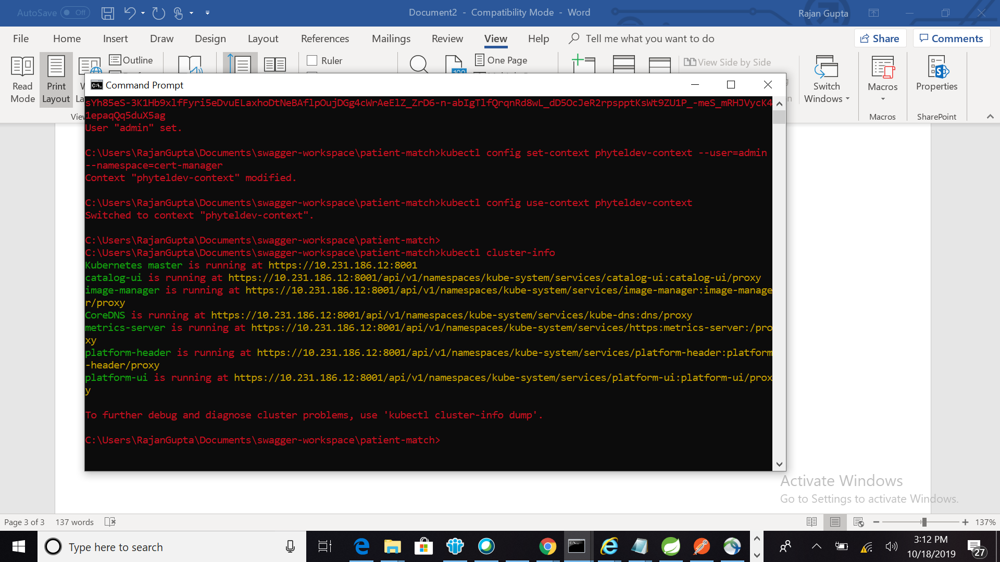 AutoSave Off
Document2 - Compatibility Mode - Word
Rajan Gupta
File Home Insert Draw Design Layout References Mailings Review View Help Tell me what you want to do Share Comments
Outline
Ruler
One Page
View Side by Side
Read Mode
Print Layout
100
Switch Windows
Macros
Properties
Macros
SharePoint
Command Prompt
sYh85eS-3K1Hb9xlfFyri5eDvuELaxhoDtNeBAflpOujDGg4cWrAeElZ_ZrD6-n-abIgTlfQrqnRd8wL_dD5OcJeR2rpspptKsWt9ZU1P_-meS_mRHJVycK4
1epaqQq5duX5ag
User "admin" set.
C:\Users\RajanGupta\Documents\swagger-workspace\patient-match>kubectl config set-context phyteldev-context --user=admin
--namespace=cert-manager
Context "phyteldev-context" modified.
C:\Users\RajanGupta\Documents\swagger-workspace\patient-match>kubectl config use-context phyteldev-context
Switched to context "phyteldev-context".
C:\Users\RajanGupta\Documents\swagger-workspace\patient-match>
C:\Users\RajanGupta\Documents\swagger-workspace\patient-match>kubectl cluster-info
Kubernetes master is running at https://10.231.186.12:8001
catalog-ui is running at https://10.231.186.12:8001/api/v1/namespaces/kube-system/services/catalog-ui:catalog-ui/proxy
image-manager is running at https://10.231.186.12:8001/api/v1/namespaces/kube-system/services/image-manager:image-manage
r/proxy
CoreDNS is running at https://10.231.186.12:8001/api/v1/namespaces/kube-system/services/kube-dns:dns/proxy
metrics-server is running at https://10.231.186.12:8001/api/v1/namespaces/kube-system/services/https:metrics-server:/pro
xy
platform-header is running at https://10.231.186.12:8001/api/v1/namespaces/kube-system/services/platform-header:platform
-header/proxy
platform-ui is running at https://10.231.186.12:8001/api/v1/namespaces/kube-system/services/platform-ui:platform-ui/prox
y
To further debug and diagnose cluster problems, use 'kubectl cluster-info dump'.
C:\Users\RajanGupta\Documents\swagger-workspace\patient-match>
Activate Windows
Go to Settings to activate Windows.
Page 3 of 3 137 words
137%
Type here to search
3:12 PM
10/18/2019
27